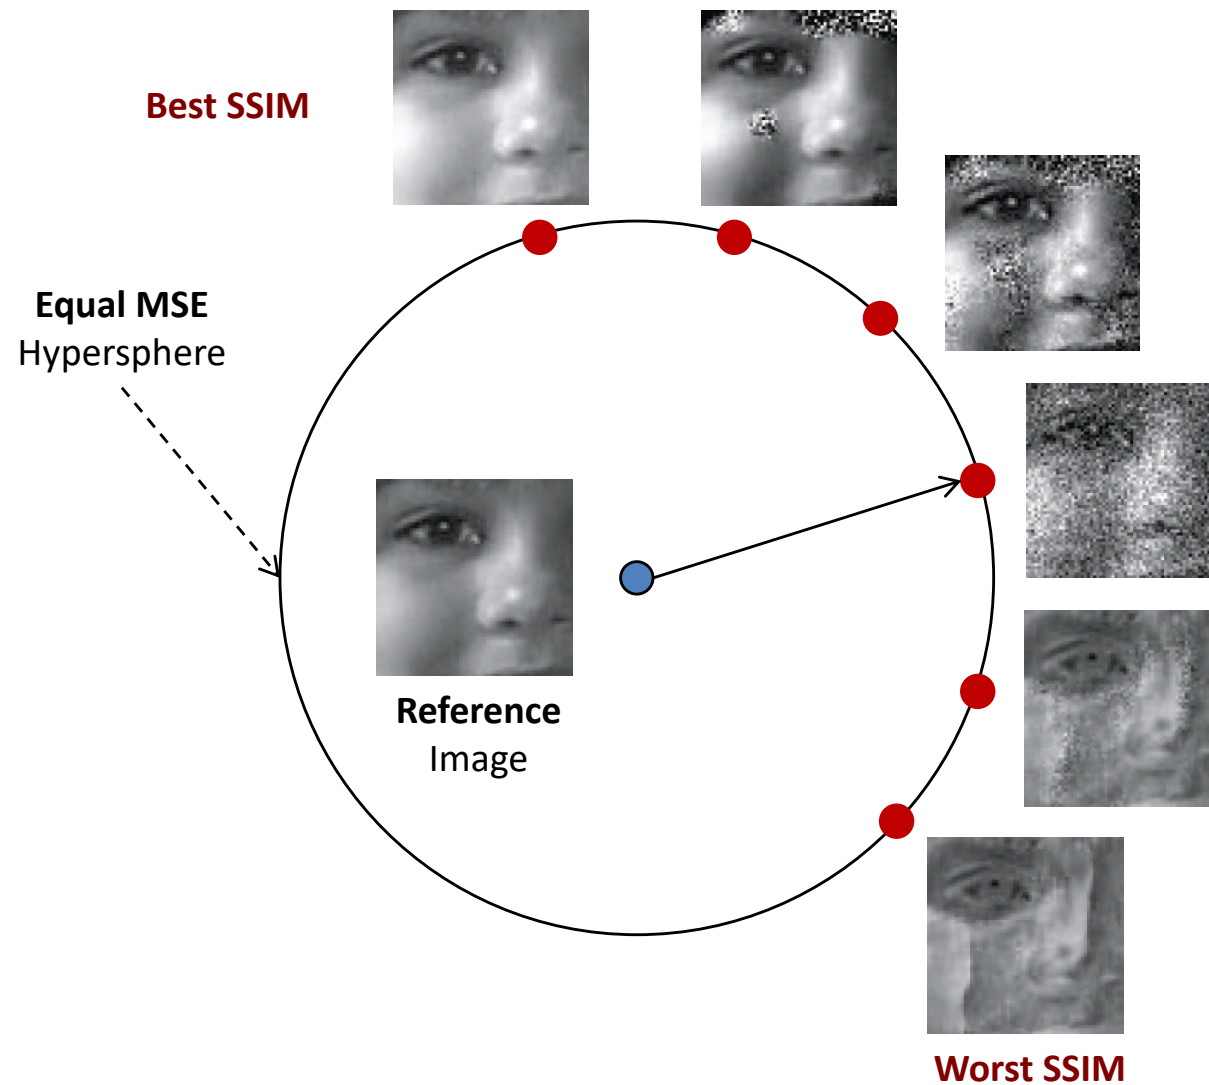 Best SSIM
Equal MSE
Hypersphere
Reference
Image
Worst SSIM